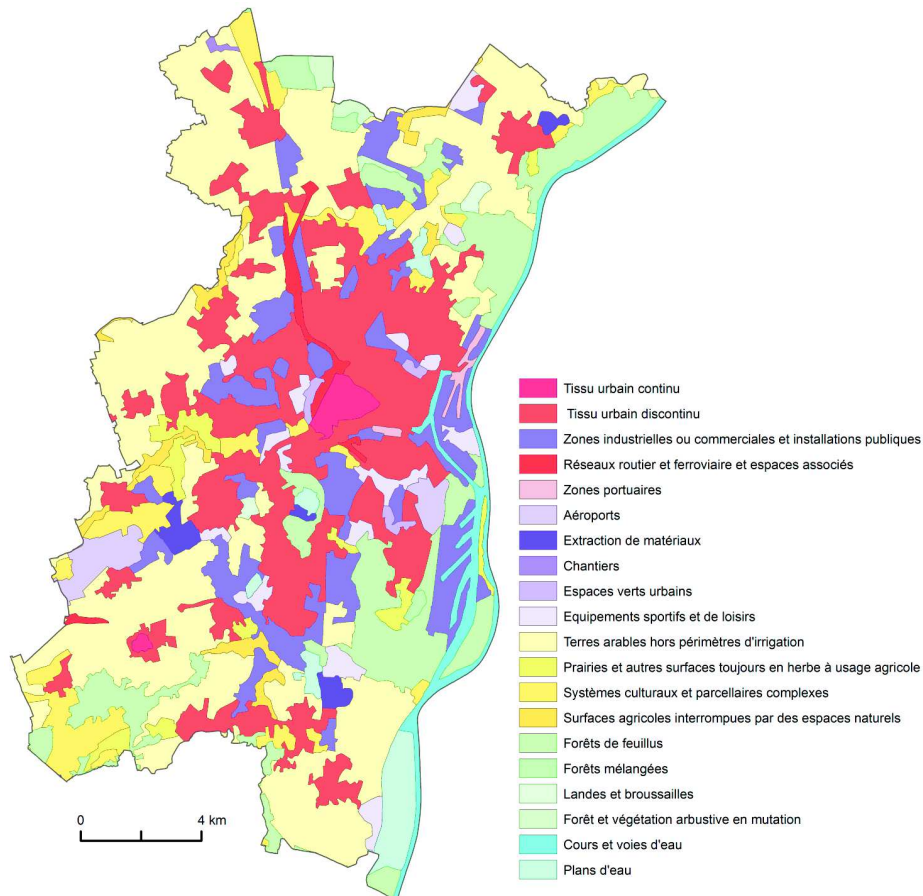 Tissu urbain continu
Tissu urbain discontinu
Zones industrielles ou commerciales et installations publiques
Réseaux routier et ferroviaire et espaces associés
Zones portuaires
Aéroports
Extraction de matériaux
Chantiers
Espaces verts urbains
Equipements sportifs et de loisirs
Terres arables hors périmètres d'irrigation
Prairies et autres surfaces toujours en herbe à usage agricole
Systèmes culturaux et parcellaires complexes
Surfaces agricoles interrompues par des espaces naturels
Forêts de feuillus
Forêts mélangées
Landes et broussailles
Forêt et végétation arbustive en mutation
Cours et voies d'eau
Plans d'eau
0 4 km